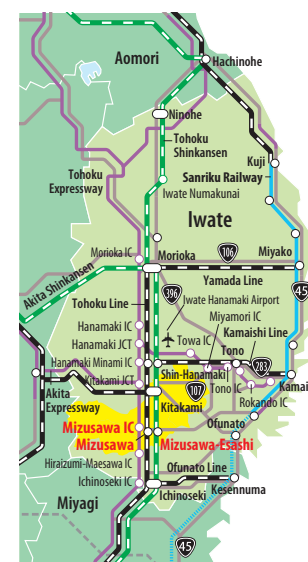 Aomori
Hachinohe
Ninohe
Tohoku
Shinkansen
Kuji
Tohoku
Expressway
Sanriku Railway
Iwate Numakunai
Iwate
Morioka IC
106
Morioka
Miyako
Akita Shinkansen
Yamada Line
45
396
Tohoku Line
Iwate Hanamaki Airport
Miyamori IC
Hanamaki IC
Kamaishi Line
Towa IC
Hanamaki JCT
Tono
Hanamaki Minami IC
283
Shin-Hanamaki
Kitakami JCT
Kamai
107
Tono IC
Akita
Expressway
Rokando IC
Kitakami
Ofunato
Mizusawa IC
Mizusawa
Mizusawa-Esashi
Hiraizumi-Maesawa IC
Ofunato Line
Ichinoseki IC
Kesennuma
Ichinoseki
Miyagi
45